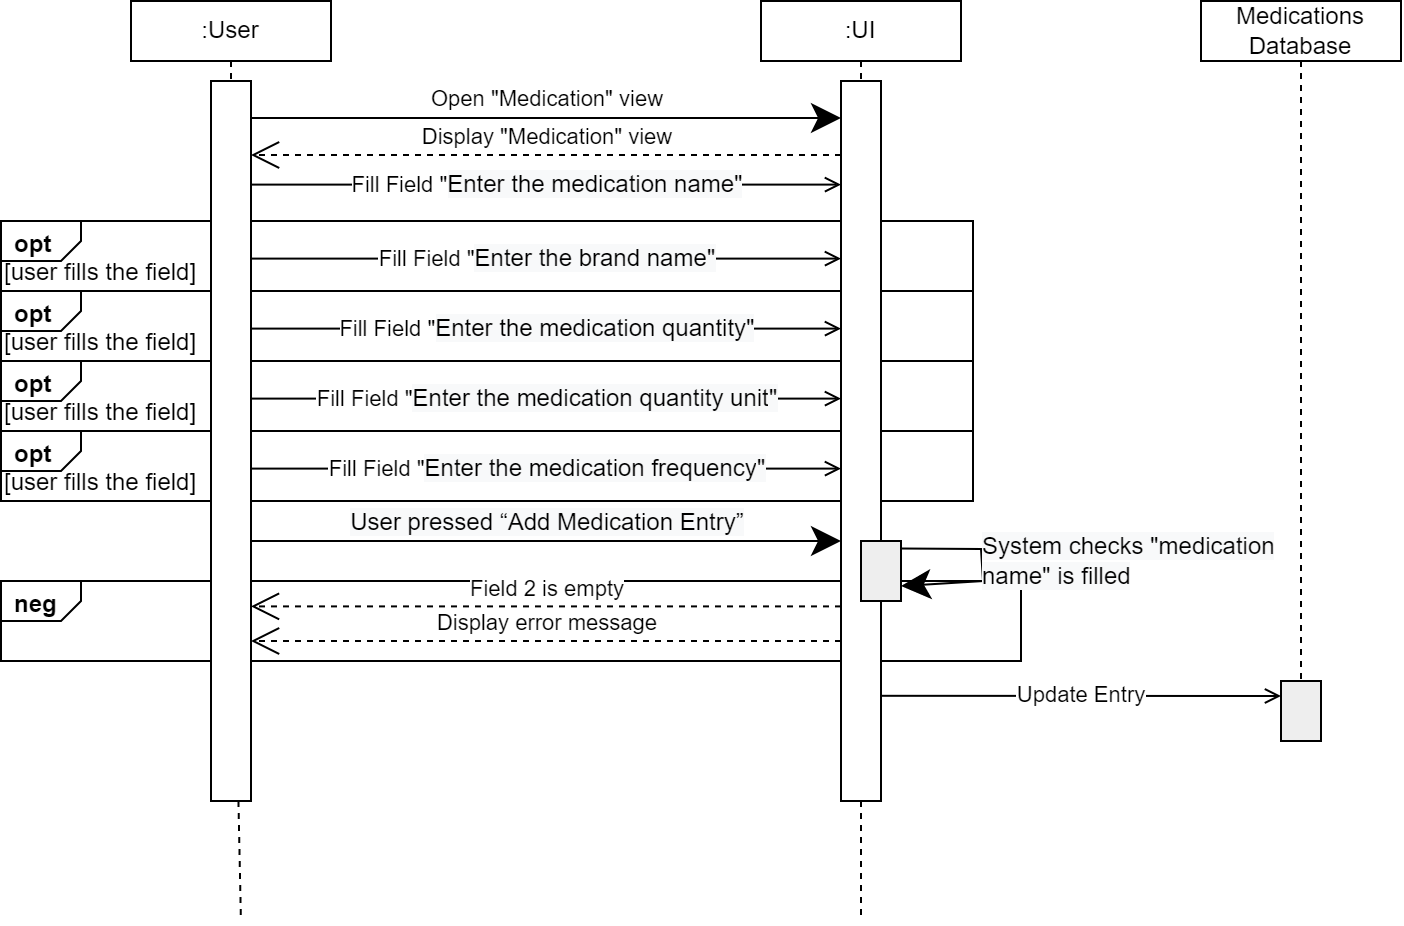 :User
:UI
Medications
Database
Open "Medication" view
Display "Medication" view
Fill Field "Enter the medication name"
opt
[user fills the field]
Fill Field "Enter the brand name"
opt
[user fills the field]
Fill Field "Enter the medication quantity"
opt
[user fills the field]
Fill Field "Enter the medication quantity unit"
opt
[user fills the field]
Fill Field "Enter the medication frequency"
User pressed “Add Medication Entry”
System checks "medication
name" is filled
neg
Field 2 is empty
Display error message
Update Entry